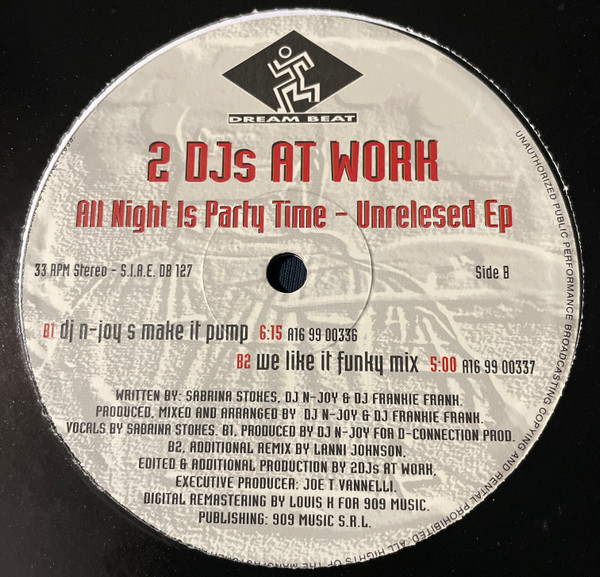 DREAM BEAT
2 DJs AT WORK
All Night Is Party Time - Unrelesed Ep
33 RPM Stereo - S.I.A.E. DB 127
Side B
B1 dj n-joy s make it pump 6:15 A16 99 00336
B2 we like it funky mix 5:00 A16 99 00337
WRITTEN BY: SABRINA STOKES, DJ N-JOY & DJ FRANKIE FRANK.
PRODUCED, MIXED AND ARRANGED BY DJ N-JOY & DJ FRANKIE FRANK.
VOCALS BY SABRINA STOKES. B1, PRODUCED BY DJ N-JOY FOR D-CONNECTION PROD.
B2, ADDITIONAL REMIX BY LANNI JOHNSON.
EDITED & ADDITIONAL PRODUCTION BY 2DJs AT WORK.
EXECUTIVE PRODUCER: JOE T VANNELLI.
DIGITAL REMASTERING BY LOUIS K FOR 909 MUSIC.
PUBLISHING: 909 MUSIC S.R.L.
UNAUTHORIZED PUBLIC PERFORMANCE BROADCASTING COPYING AND RENTAL PROHIBITED. ALL RIGHTS OF THE